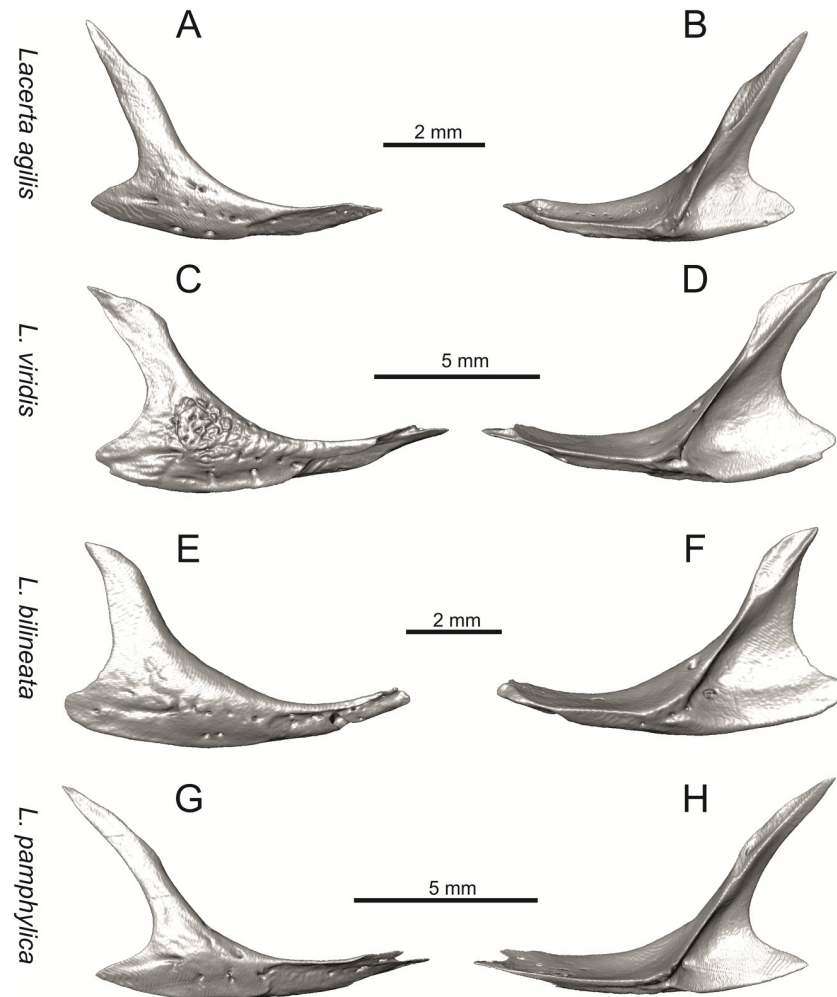 A
B
Lacerta agilis
2 mm
C
D
L. viridis
5 mm
E
F
L. bilineata
2 mm
G
H
L. pamphylica
5 mm